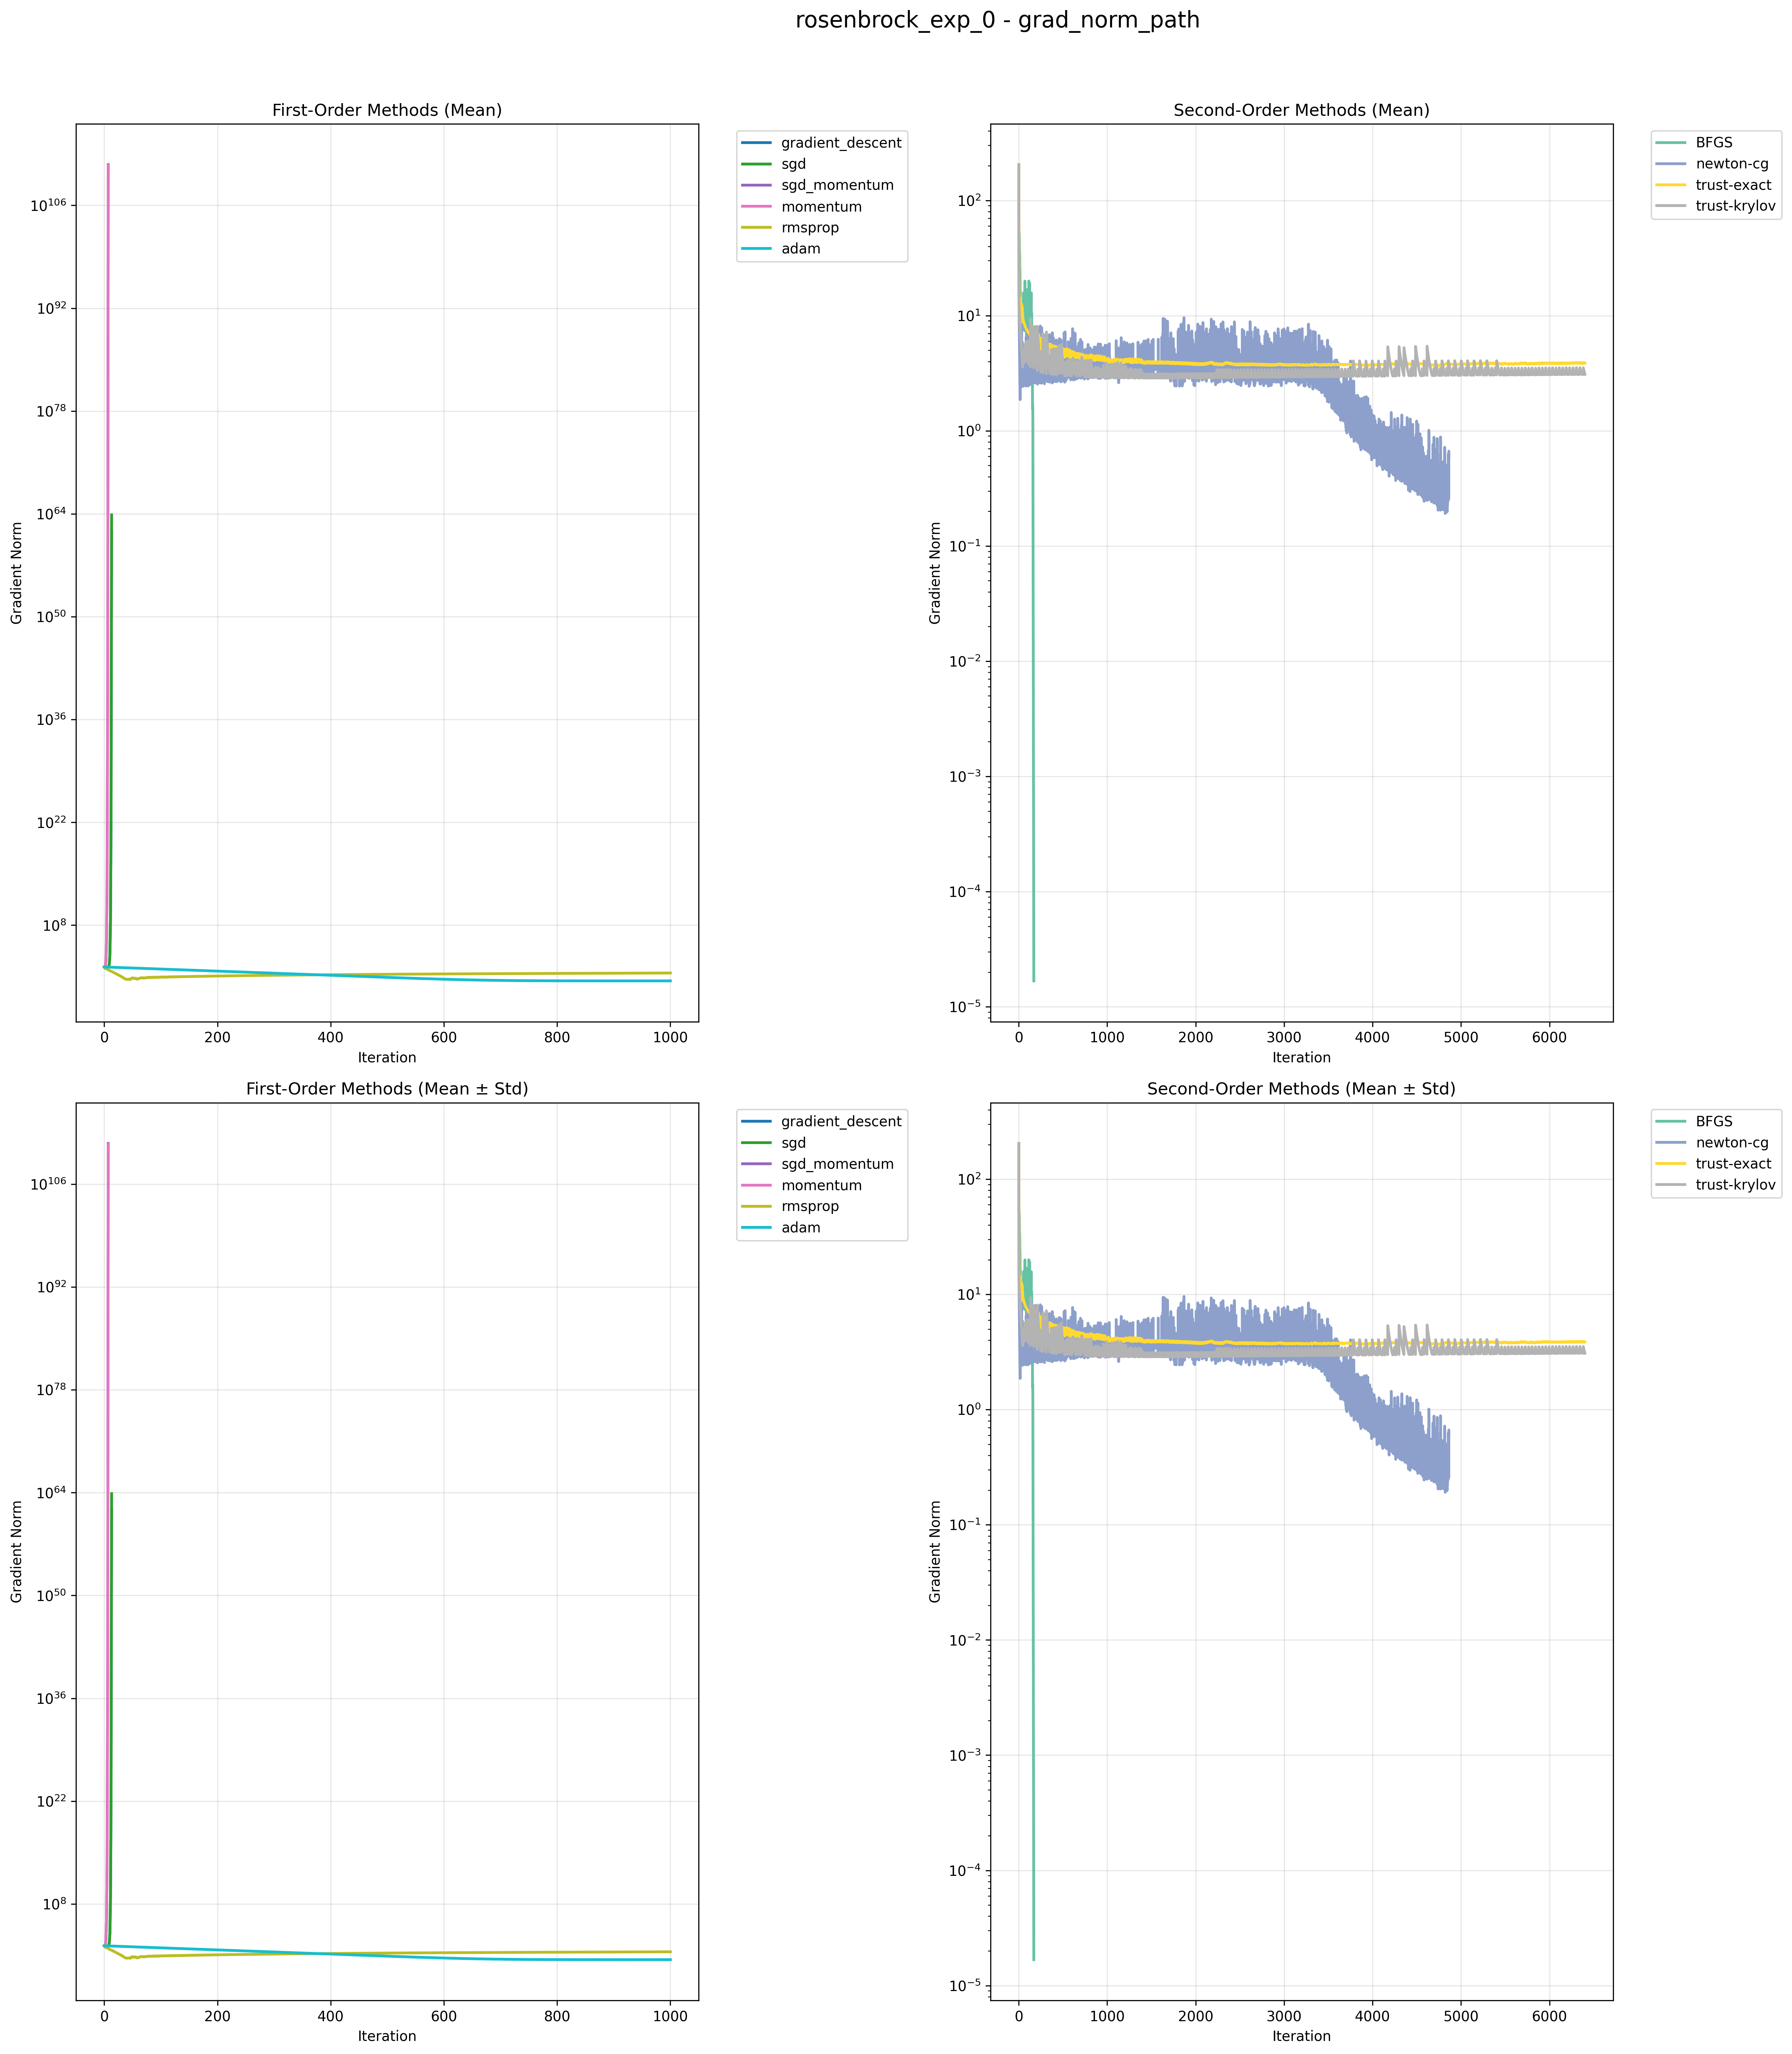 rosenbrock_exp_0 - grad_norm_path
First-Order Methods (Mean)
10^106
10^92
10^78
10^64
10^50
10^36
10^22
10^8
Gradient Norm
0 200 400 600 800 1000
Iteration
gradient_descent
sgd
sgd_momentum
momentum
rmsprop
adam
Second-Order Methods (Mean)
10^2
10^1
10^0
10^−1
10^−2
10^−3
10^−4
10^−5
Gradient Norm
0 1000 2000 3000 4000 5000 6000
Iteration
BFGS
newton-cg
trust-exact
trust-krylov
First-Order Methods (Mean ± Std)
10^106
10^92
10^78
10^64
10^50
10^36
10^22
10^8
Gradient Norm
0 200 400 600 800 1000
Iteration
gradient_descent
sgd
sgd_momentum
momentum
rmsprop
adam
Second-Order Methods (Mean ± Std)
10^2
10^1
10^0
10^−1
10^−2
10^−3
10^−4
10^−5
Gradient Norm
0 1000 2000 3000 4000 5000 6000
Iteration
BFGS
newton-cg
trust-exact
trust-krylov